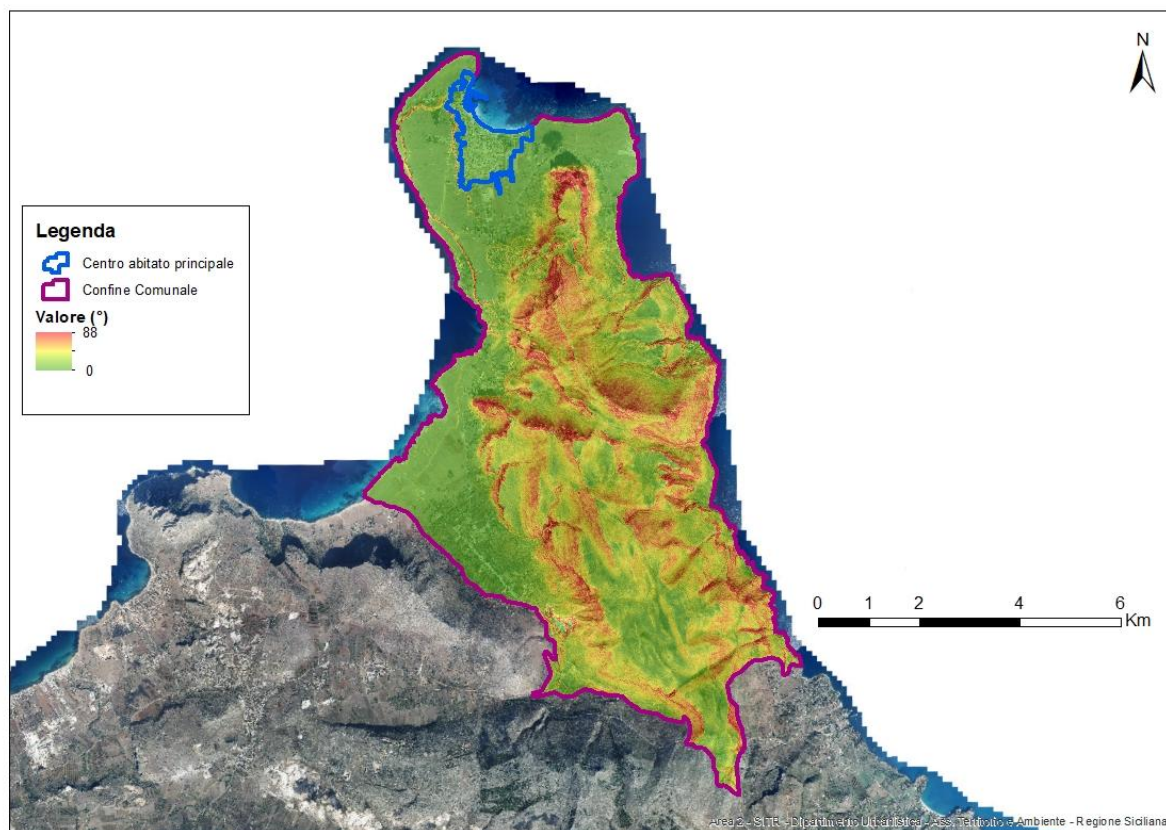 N
Legenda
Centro abitato principale
Confine Comunale
Valore (°)
88
0
0 1 2 4 6
Km
Area 2 - SITR - Dipartimento Urbanistica - Ass. Territorio e Ambiente - Regione Siciliana